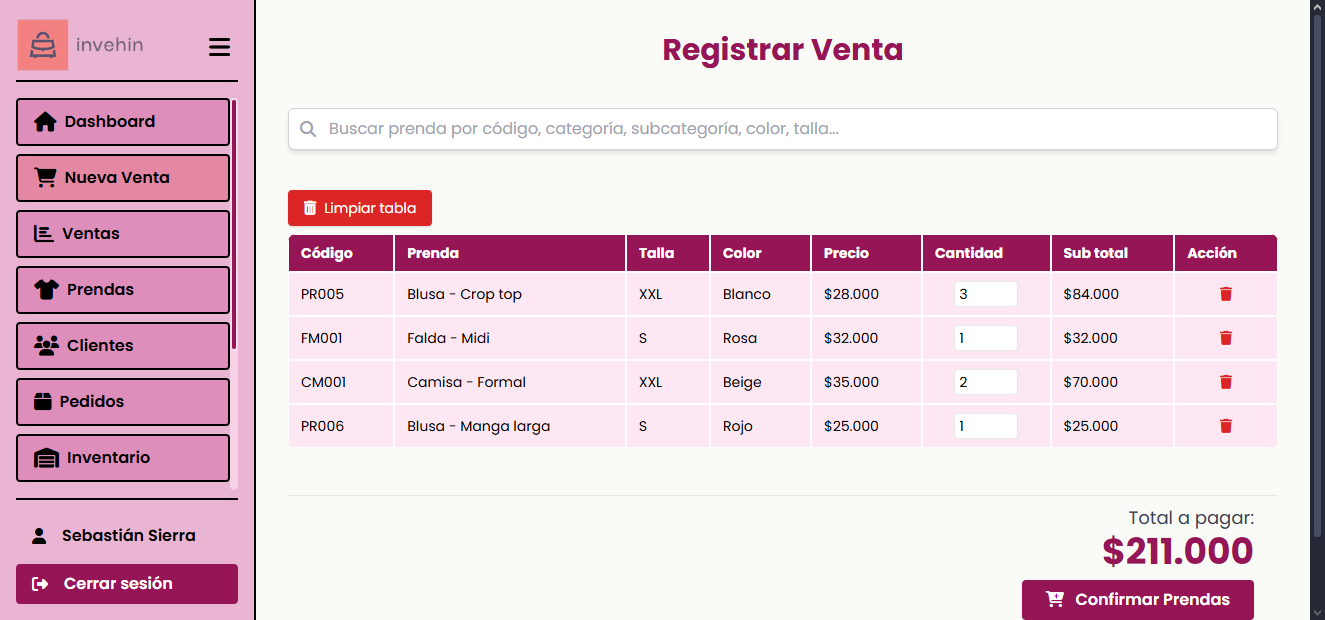 invehin
Dashboard
Nueva Venta
Ventas
Prendas
Clientes
Pedidos
Inventario
Sebastián Sierra
Cerrar sesión
Registrar Venta
Buscar prenda por código, categoría, subcategoría, color, talla...
Limpiar tabla
Código Prenda Talla Color Precio Cantidad Sub total Acción
PR005 Blusa - Crop top XXL Blanco $28.000 3 $84.000
FM001 Falda - Midi S Rosa $32.000 1 $32.000
CM001 Camisa - Formal XXL Beige $35.000 2 $70.000
PR006 Blusa - Manga larga S Rojo $25.000 1 $25.000
Total a pagar:
$211.000
Confirmar Prendas